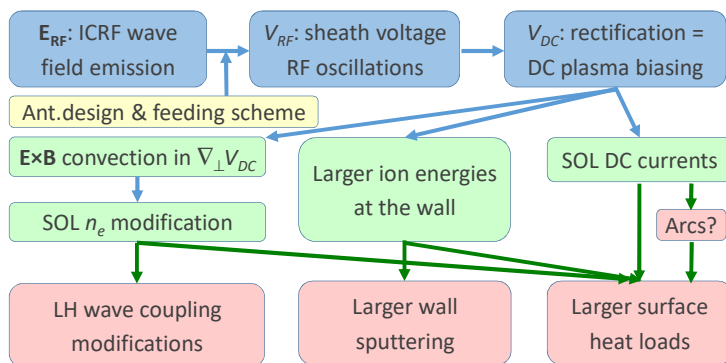 E_RF: ICRF wave
field emission
V_RF: sheath voltage
RF oscillations
V_DC: rectification =
DC plasma biasing
Ant.design & feeding scheme
E×B convection in ∇⊥V_DC
SOL n_e modification
Larger ion energies
at the wall
SOL DC currents
Arcs?
LH wave coupling
modifications
Larger wall
sputtering
Larger surface
heat loads